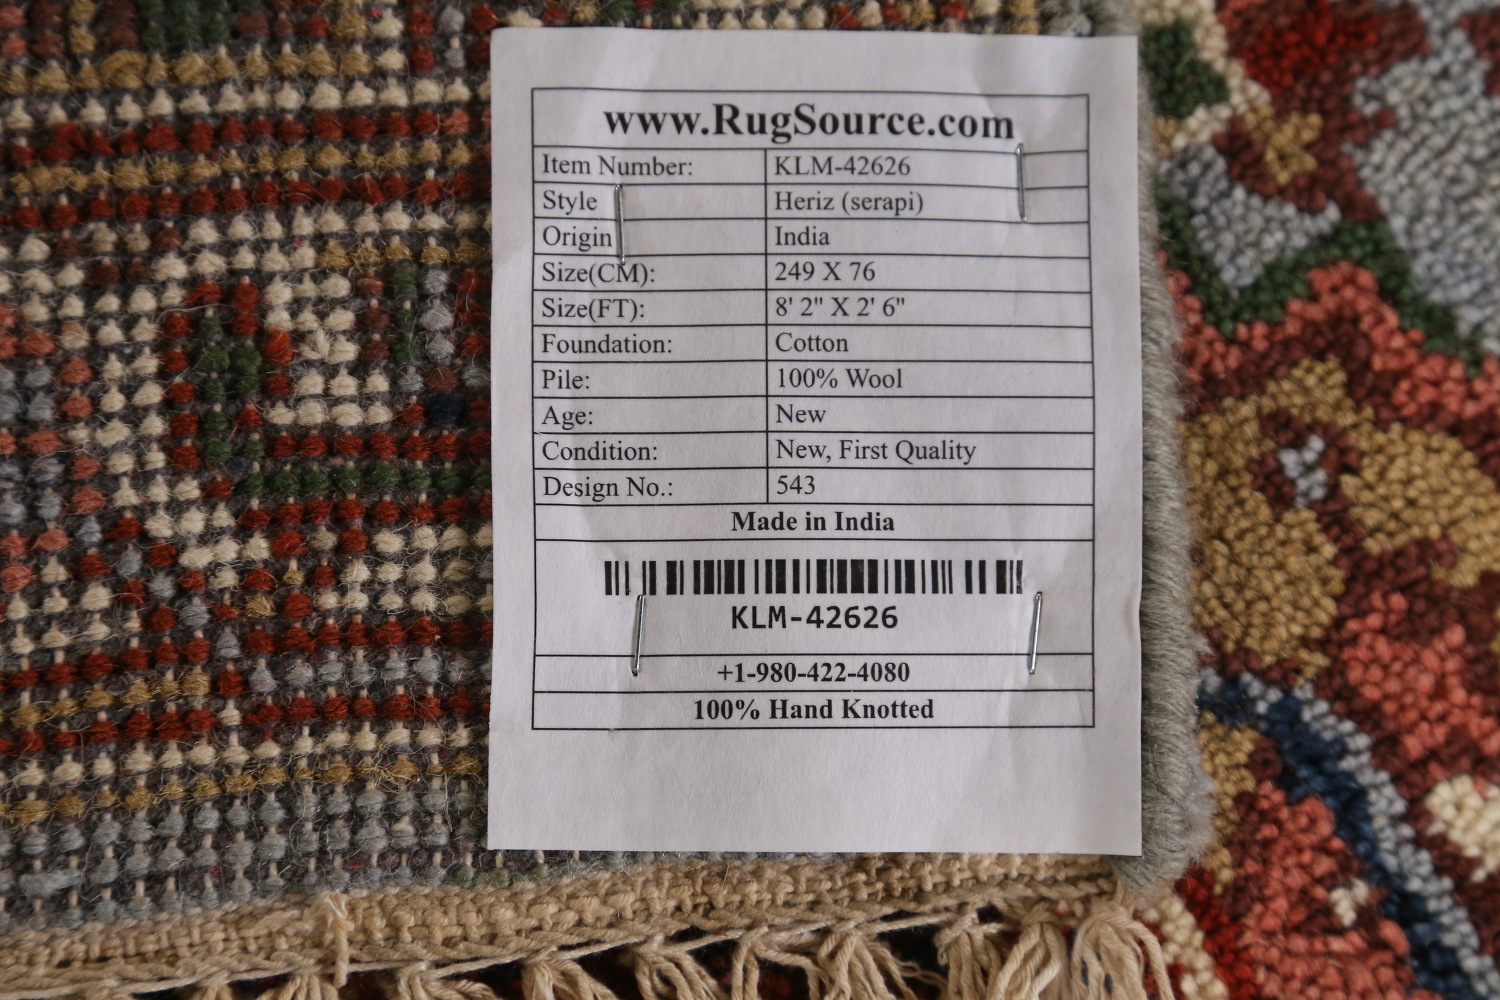 www.RugSource.com
Item Number: KLM-42626
Style Heriz (serapi)
Origin India
Size(CM): 249 X 76
Size(FT): 8' 2" X 2' 6"
Foundation: Cotton
Pile: 100% Wool
Age: New
Condition: New, First Quality
Design No.: 543
Made in India
KLM-42626
+1-980-422-4080
100% Hand Knotted